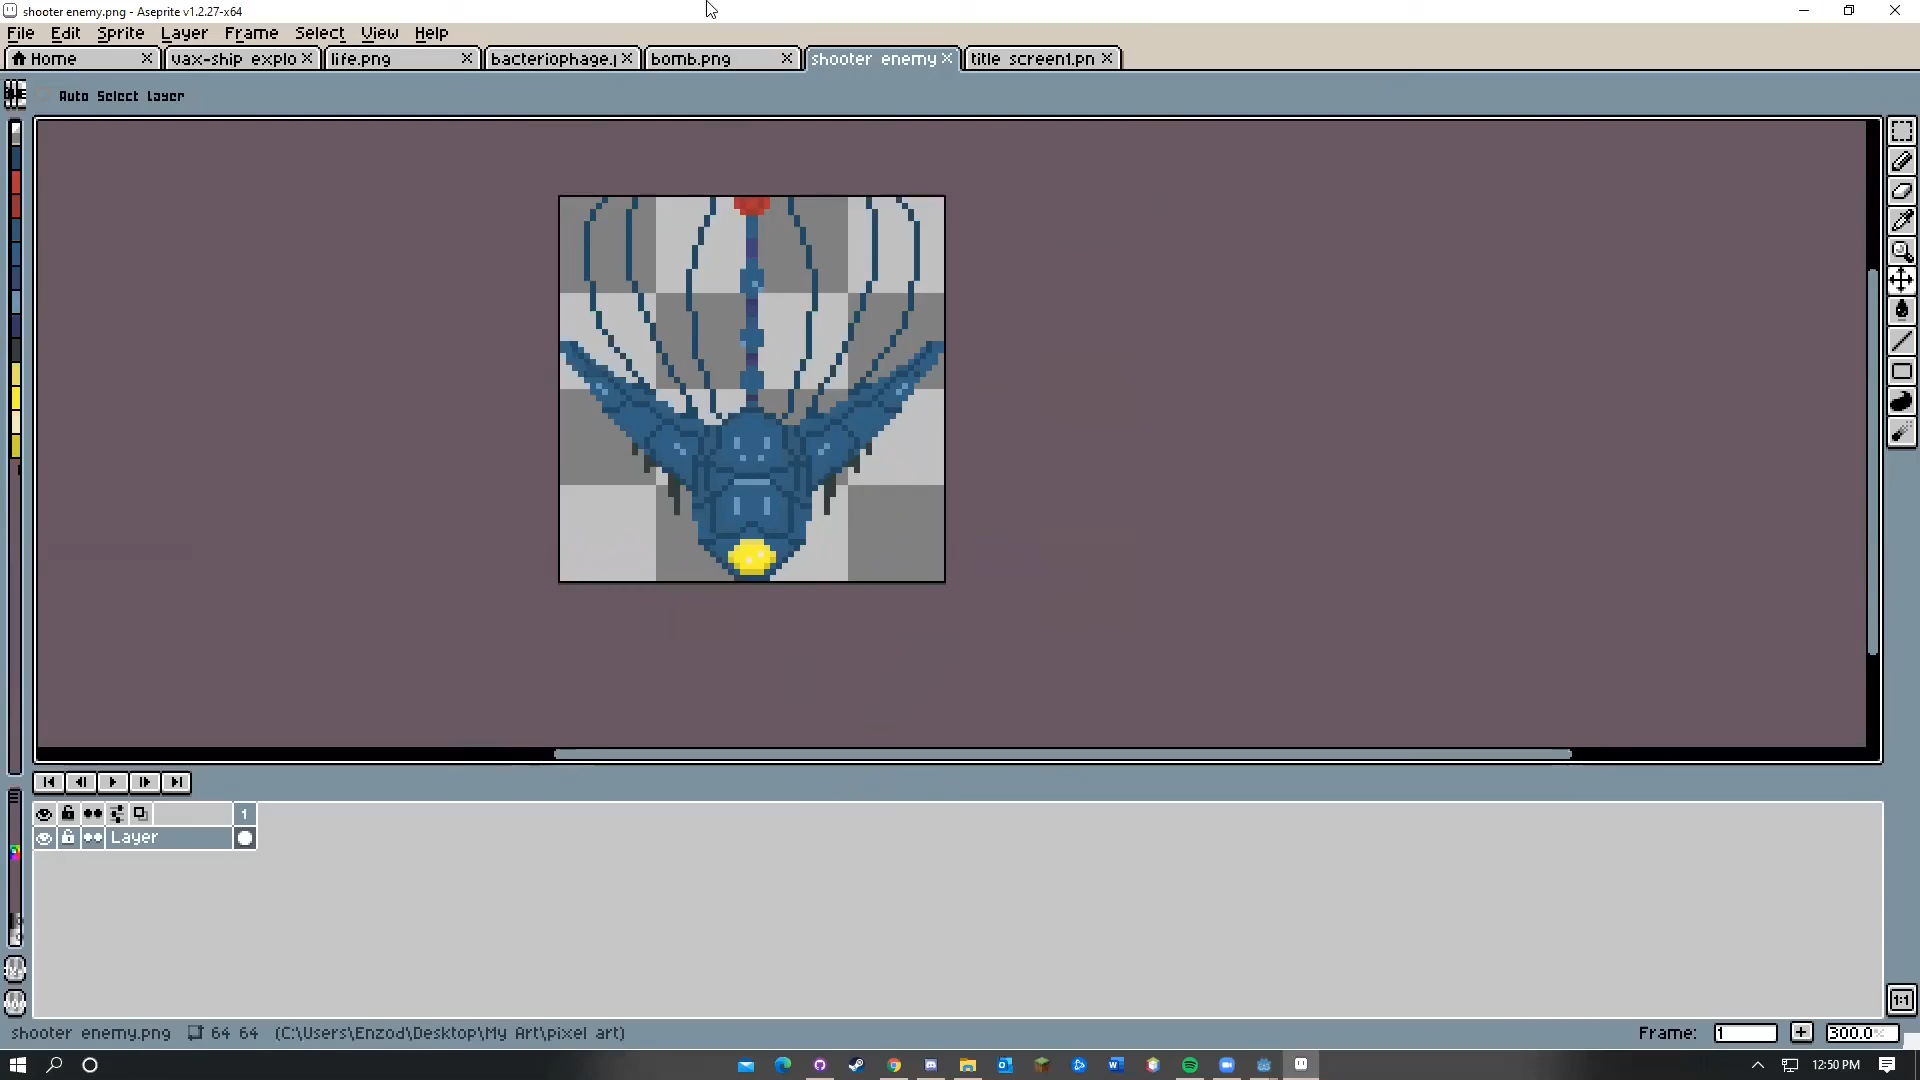 shooter enemy.png - Aseprite v1.2.27-x64
File Edit Sprite Layer Frame Select View Help
Home vax-ship explo life.png bacteriophage. bomb.png shooter enemy title screen1.pn
Auto Select Layer
1
Layer
1:1
shooter enemy.png 64 64 (C:\Users\Enzod\Desktop\My Art\pixel art) Frame: 1 300.0%
12:50 PM